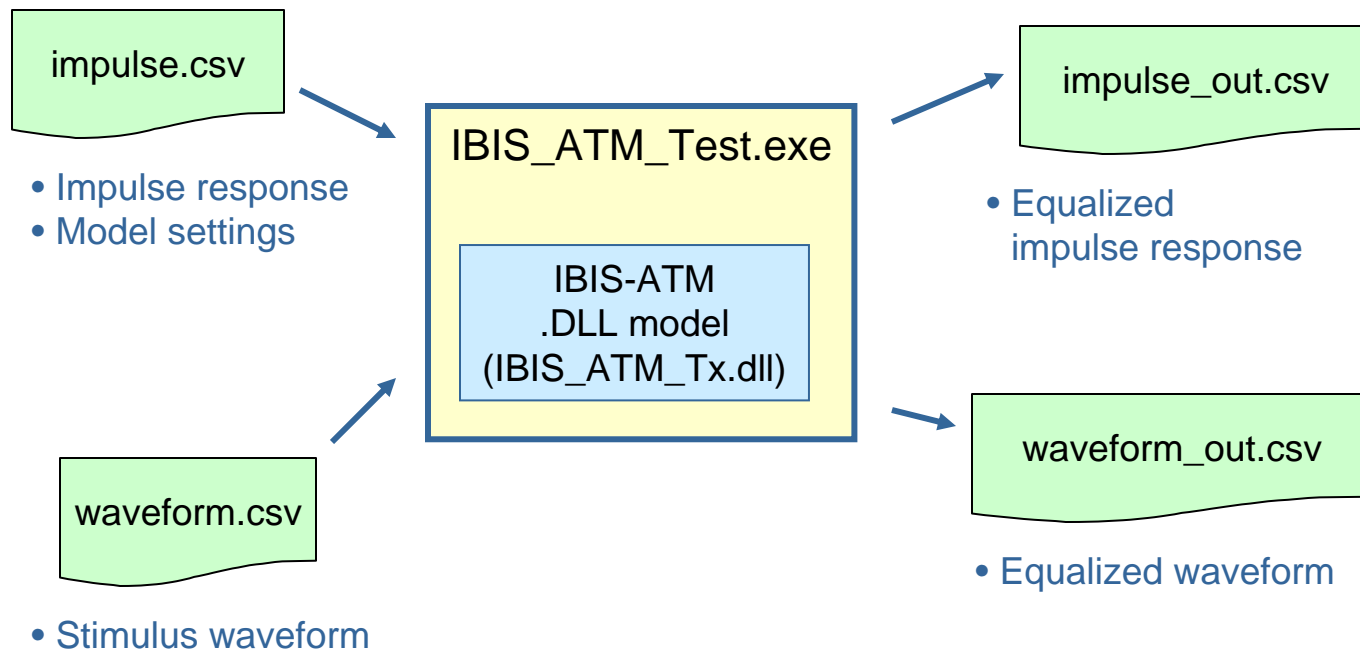 impulse.csv
• Impulse response
• Model settings
waveform.csv
• Stimulus waveform
IBIS_ATM_Test.exe
IBIS-ATM
.DLL model
(IBIS_ATM_Tx.dll)
impulse_out.csv
• Equalized
impulse response
waveform_out.csv
• Equalized waveform